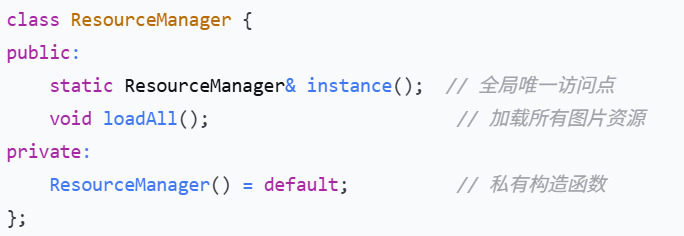 class ResourceManager {
public:
    static ResourceManager& instance();  // 全局唯一访问点
    void loadAll();                       // 加载所有图片资源
private:
    ResourceManager() = default;          // 私有构造函数
};